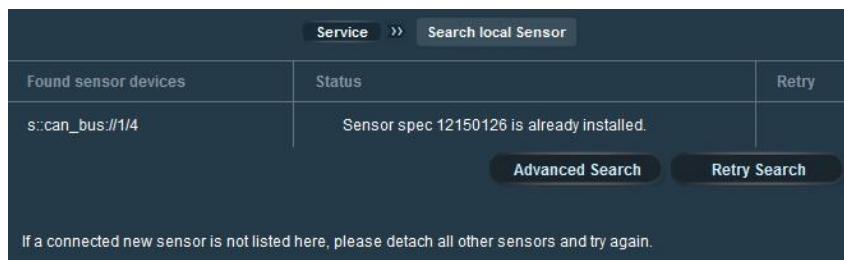 Service >> Search local Sensor
Found sensor devices Status Retry
s::can_bus://1/4 Sensor spec 12150126 is already installed.
Advanced Search Retry Search
If a connected new sensor is not listed here, please detach all other sensors and try again.